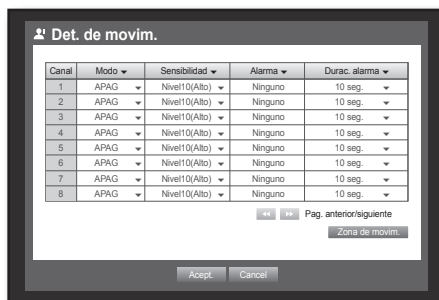 Det. de movim.
Canal Modo Sensibilidad Alarma Durac. alarma
1 APAG Nivel10(Alto) Ninguno 10 seg.
2 APAG Nivel10(Alto) Ninguno 10 seg.
3 APAG Nivel10(Alto) Ninguno 10 seg.
4 APAG Nivel10(Alto) Ninguno 10 seg.
5 APAG Nivel10(Alto) Ninguno 10 seg.
6 APAG Nivel10(Alto) Ninguno 10 seg.
7 APAG Nivel10(Alto) Ninguno 10 seg.
8 APAG Nivel10(Alto) Ninguno 10 seg.
Pag. anterior/siguiente
Zona de movim.
Acept. Cancel